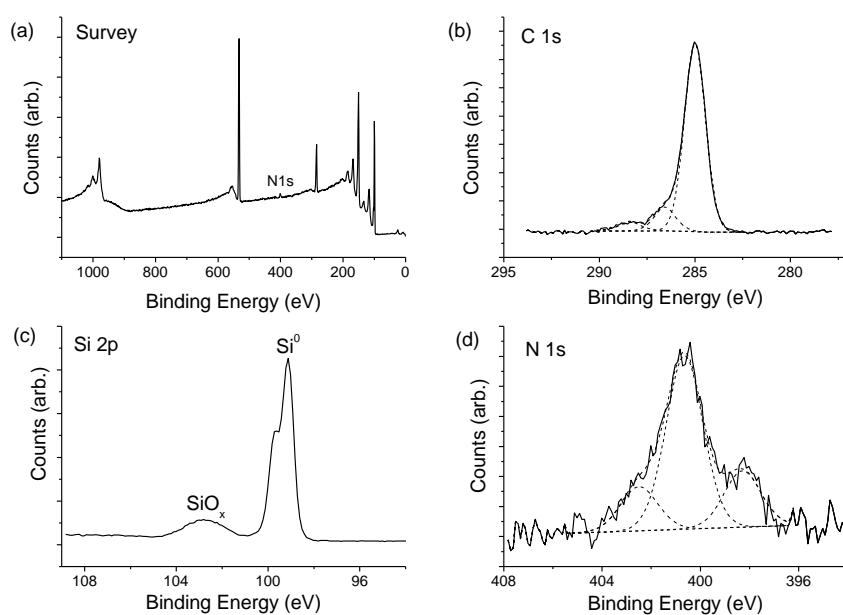 (a) Survey
Counts (arb.)
N1s
1000 800 600 400 200 0
Binding Energy (eV)
(b) C 1s
Counts (arb.)
295 290 285 280
Binding Energy (eV)
(c) Si 2p
Si⁰
SiOₓ
Counts (arb.)
108 104 100 96
Binding Energy (eV)
(d) N 1s
Counts (arb.)
408 404 400 396
Binding Energy (eV)